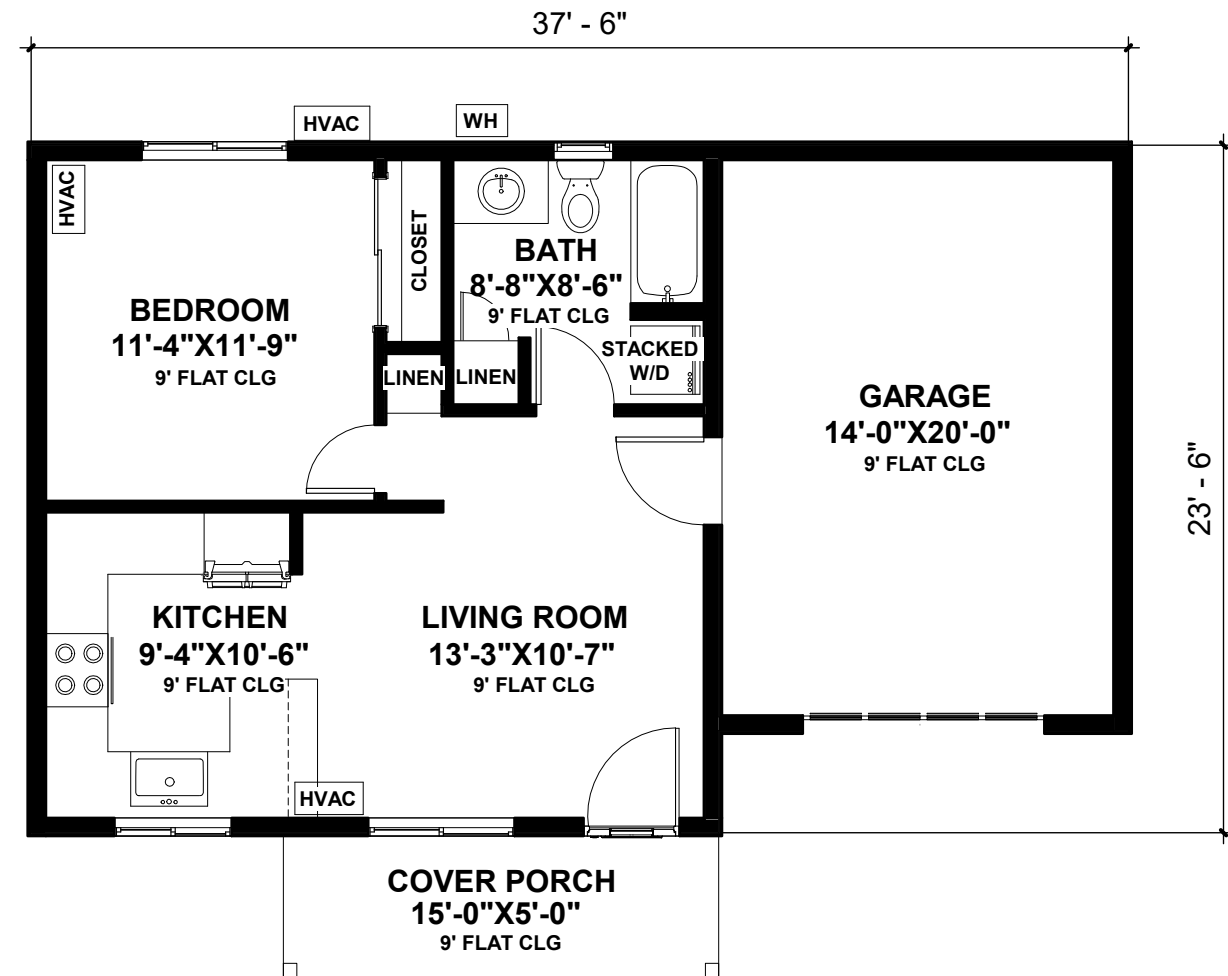 37' - 6"
HVAC
WH
HVAC
CLOSET
BATH
8'-8"X8'-6"
9' FLAT CLG
BEDROOM
11'-4"X11'-9"
9' FLAT CLG
LINEN
LINEN
STACKED
W/D
GARAGE
14'-0"X20'-0"
9' FLAT CLG
23' - 6"
KITCHEN
9'-4"X10'-6"
9' FLAT CLG
LIVING ROOM
13'-3"X10'-7"
9' FLAT CLG
HVAC
COVER PORCH
15'-0"X5'-0"
9' FLAT CLG